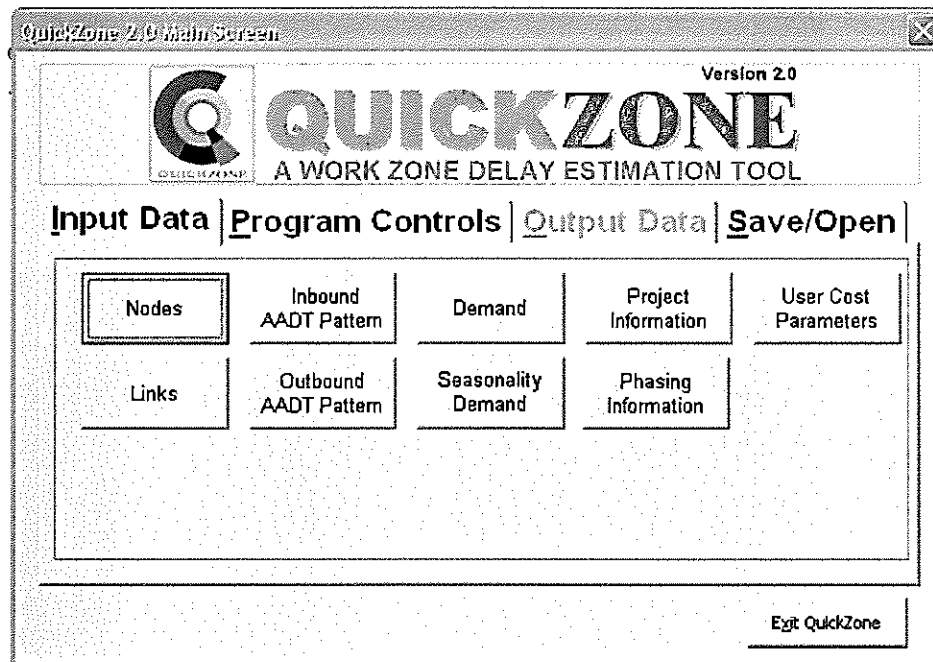 QuickZone 2.0 Main Screen
Version 2.0
QUICKZONE
QUICKZONE
A WORK ZONE DELAY ESTIMATION TOOL
Input Data Program Controls Output Data Save/Open
Nodes
Inbound
AADT Pattern
Demand
Project
Information
User Cost
Parameters
Links
Outbound
AADT Pattern
Seasonality
Demand
Phasing
Information
Exit QuickZone